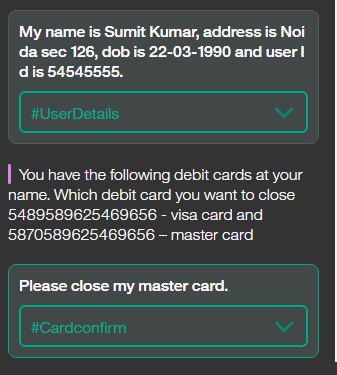 My name is Sumit Kumar, address is Noi
da sec 126, dob is 22-03-1990 and user I
d is 54545555.
#UserDetails
You have the following debit cards at your
name. Which debit card you want to close
5489589625469656 - visa card and
5870589625469656 – master card
Please close my master card.
#Cardconfirm